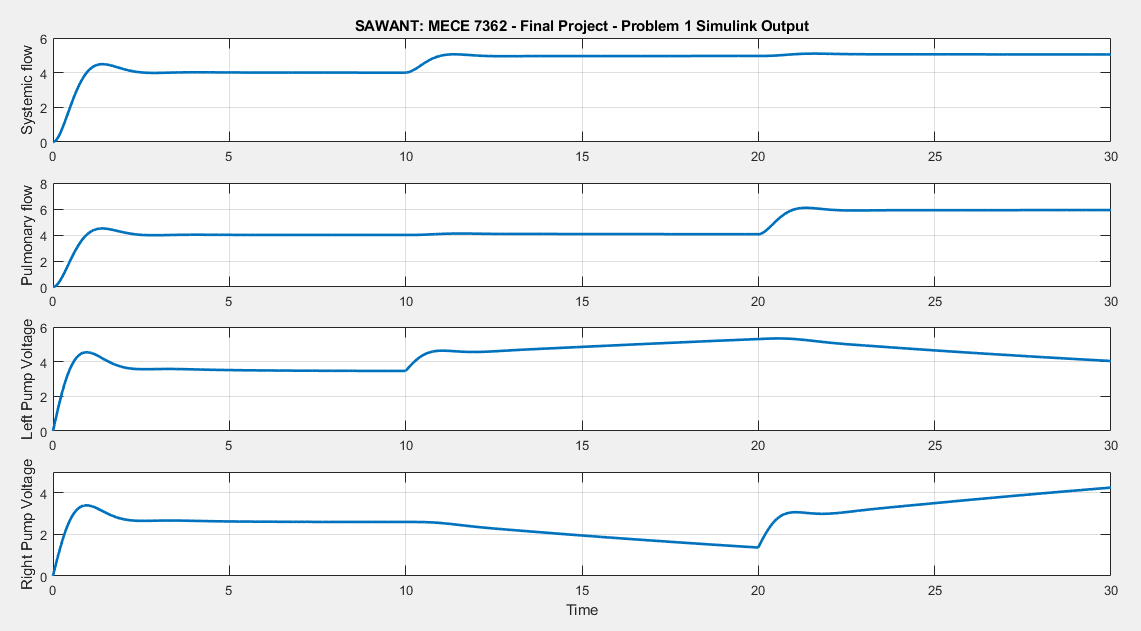 SAWANT: MECE 7362 - Final Project - Problem 1 Simulink Output
Systemic flow
6
4
2
0
0 5 10 15 20 25 30
Pulmonary flow
8
6
4
2
0
0 5 10 15 20 25 30
Left Pump Voltage
6
4
2
0
0 5 10 15 20 25 30
Right Pump Voltage
4
2
0
0 5 10 15 20 25 30
Time